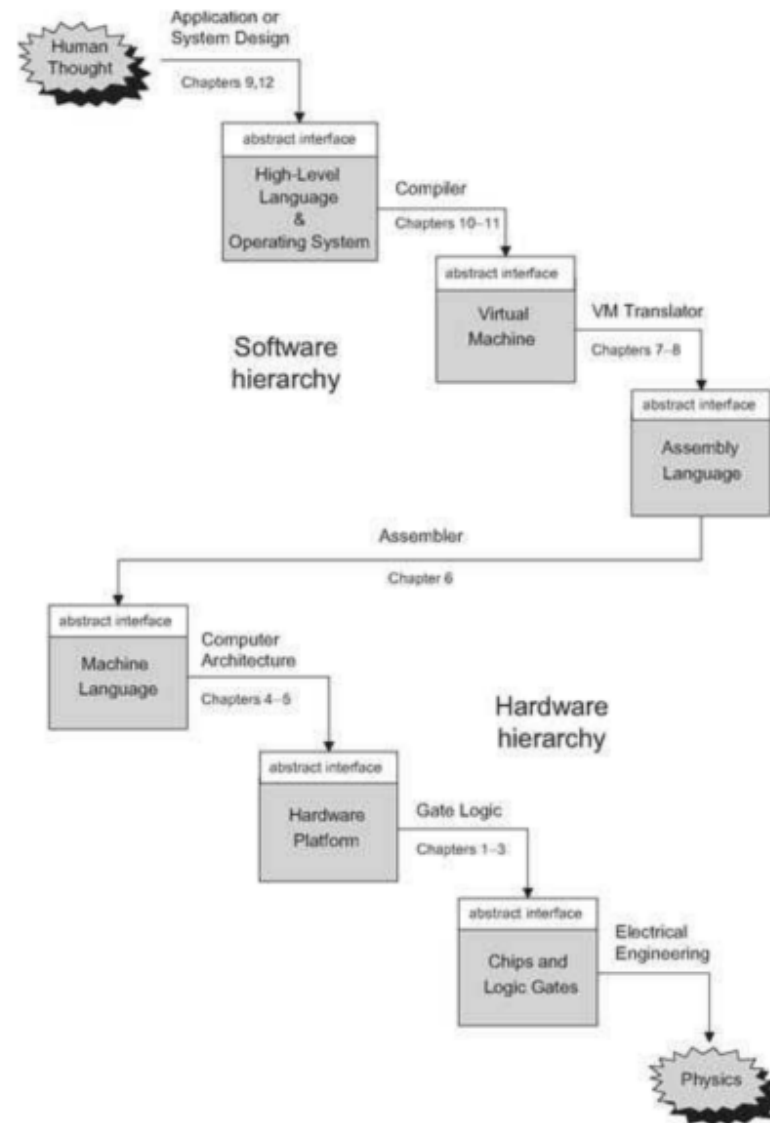 Human
Thought
Application or
System Design
Chapters 9,12
abstract interface
High-Level
Language
&
Operating System
Compiler
Chapters 10–11
abstract interface
Virtual
Machine
VM Translator
Chapters 7–8
abstract interface
Assembly
Language
Software
hierarchy
Assembler
Chapter 6
abstract interface
Machine
Language
Computer
Architecture
Chapters 4–5
Hardware
hierarchy
abstract interface
Hardware
Platform
Gate Logic
Chapters 1–3
abstract interface
Chips and
Logic Gates
Electrical
Engineering
Physics